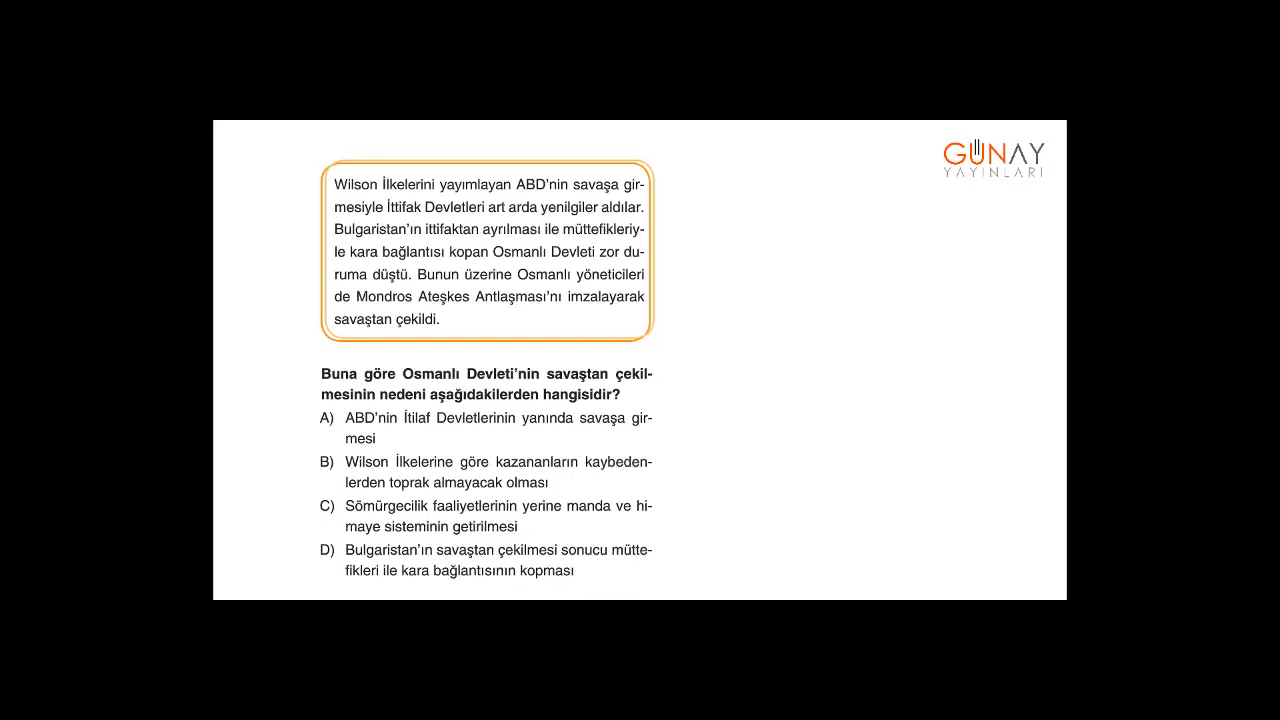 GÜNAY
YAYINLARI
Wilson İlkelerini yayımlayan ABD'nin savaşa gir-
mesiyle İttifak Devletleri art arda yenilgiler aldılar.
Bulgaristan'ın ittifaktan ayrılması ile müttefikleriy-
le kara bağlantısı kopan Osmanlı Devleti zor du-
ruma düştü. Bunun üzerine Osmanlı yöneticileri
de Mondros Ateşkes Antlaşması'nı imzalayarak
savaştan çekildi.
Buna göre Osmanlı Devleti'nin savaştan çekil-
mesinin nedeni aşağıdakilerden hangisidir?
A) ABD'nin İtilaf Devletlerinin yanında savaşa gir-
mesi
B) Wilson İlkelerine göre kazananların kaybeden-
lerden toprak almayacak olması
C) Sömürgecilik faaliyetlerinin yerine manda ve hi-
maye sisteminin getirilmesi
D) Bulgaristan'ın savaştan çekilmesi sonucu mütte-
fikleri ile kara bağlantısının kopması